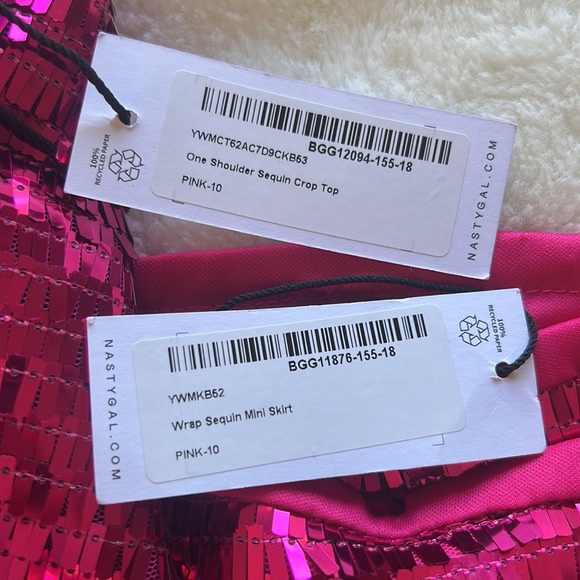 100%
RECYCLED PAPER
YWMCT62AC7D9CKB63
BGG12094-155-18
One Shoulder Sequin Crop Top
PINK-10
NASTYGAL.COM
NASTYGAL.COM
BGG11876-155-18
YWMKB52
Wrap Sequin Mini Skirt
PINK-10
100%
RECYCLED PAPER